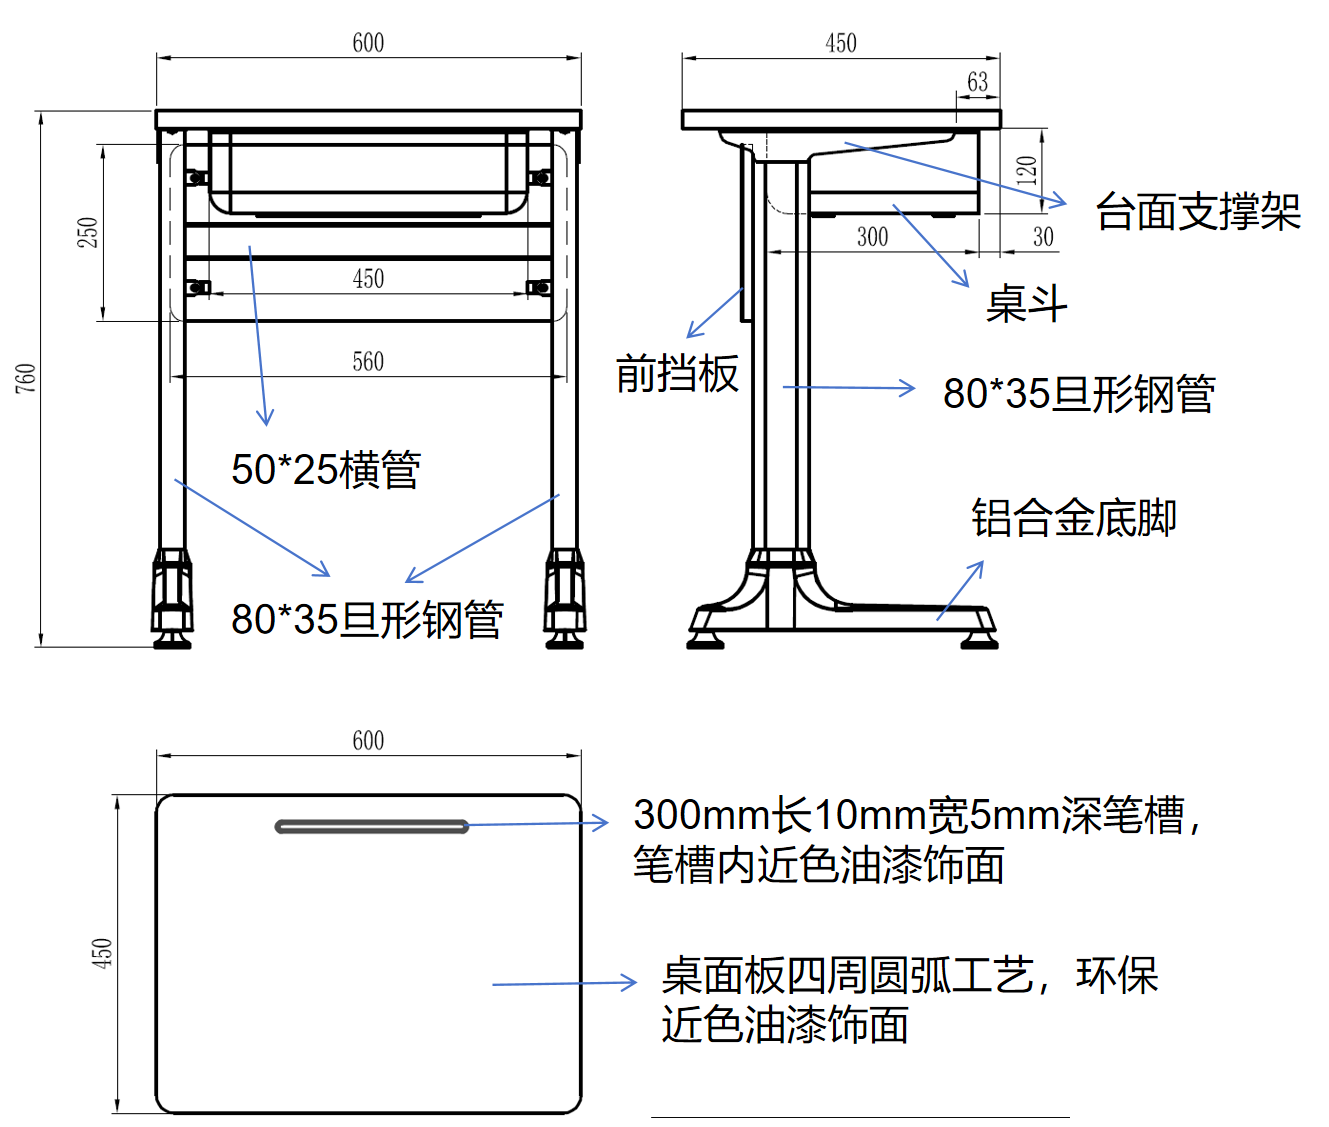 600
450
63
120
台面支撑架
250
300
30
450
桌斗
560
前挡板
760
80*35旦形钢管
50*25横管
铝合金底脚
80*35旦形钢管
600
300mm长10mm宽5mm深笔槽，
笔槽内近色油漆饰面
450
桌面板四周圆弧工艺，环保
近色油漆饰面